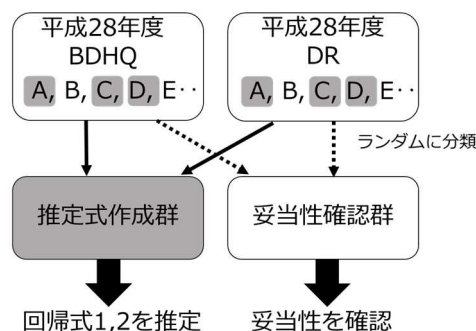 平成28年度
BDHQ
A, B, C, D, E‥
平成28年度
DR
A, B, C, D, E‥
ランダムに分類
推定式作成群
妥当性確認群
回帰式1,2を推定
妥当性を確認